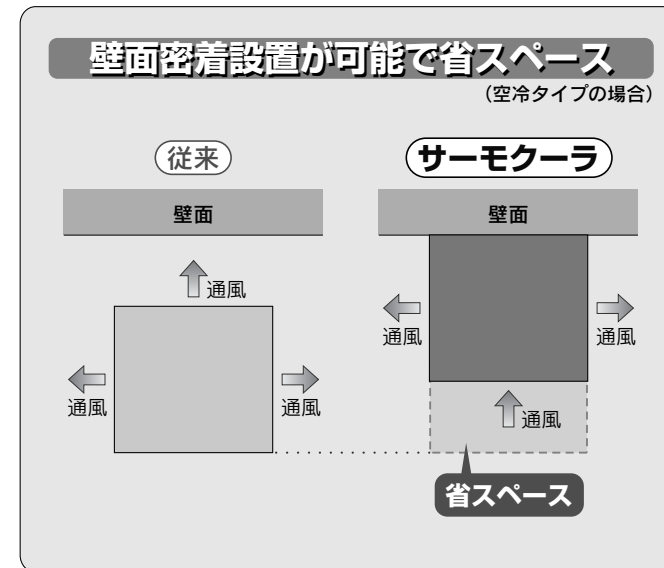 壁面密着設置が可能で省スペース
（空冷タイプの場合）
従来
壁面
通風
通風
通風
サーモクーラ
壁面
通風
通風
通風
省スペース